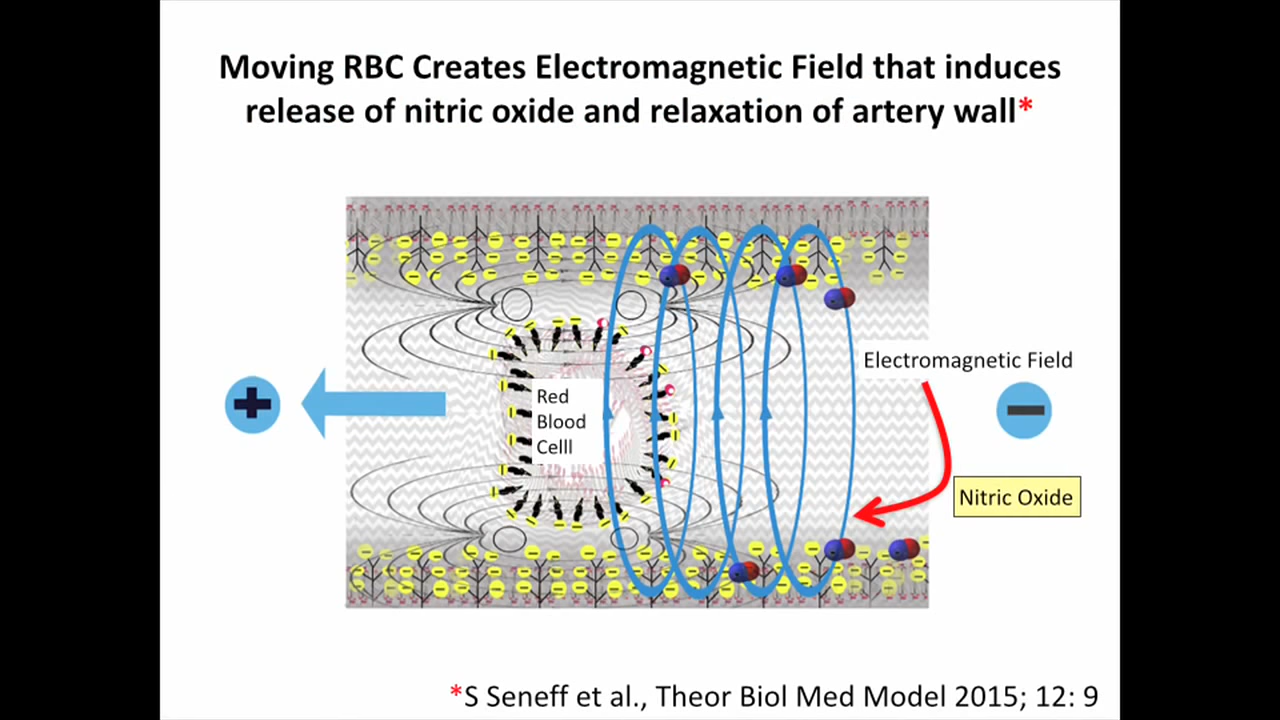 Moving RBC Creates Electromagnetic Field that induces
release of nitric oxide and relaxation of artery wall*
Electromagnetic Field
Red
Blood
Celll
Nitric Oxide
*S Seneff et al., Theor Biol Med Model 2015; 12: 9